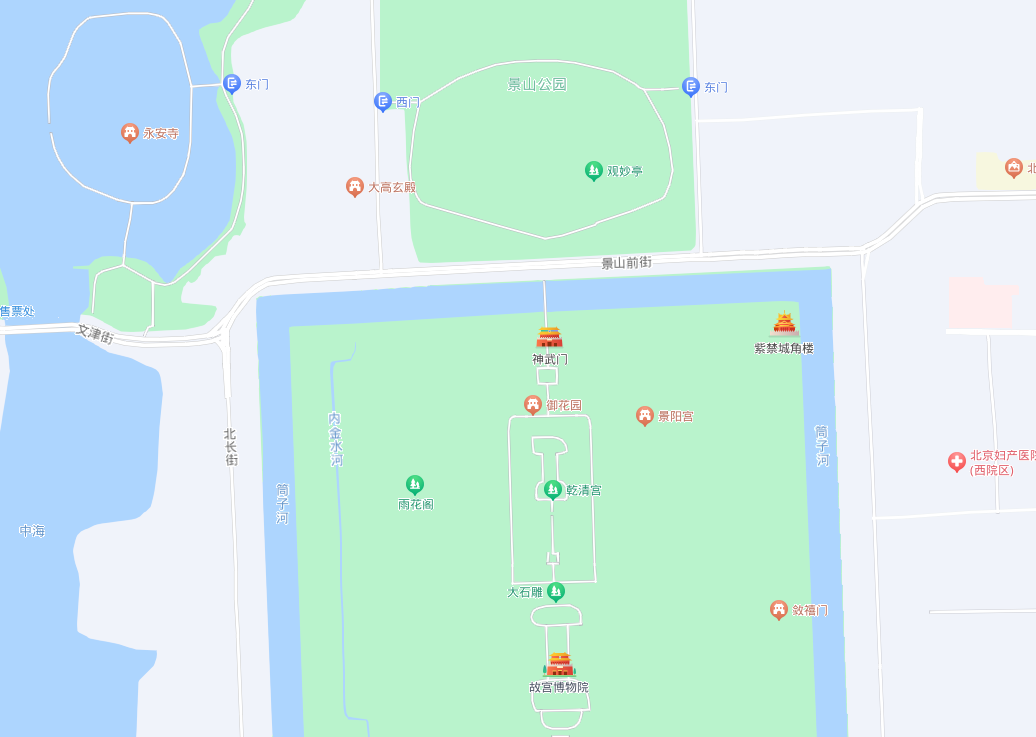 景山公园
东门
东门
西门
永安寺
北
观妙亭
大高玄殿
景山前街
售票处
文津街
紫禁城角楼
神武门
御花园
景阳宫
内金水河
筒子河
北长街
北京妇产医院
(西院区)
乾清宫
筒子河
雨花阁
中海
大石雕
敛禧门
故宫博物院